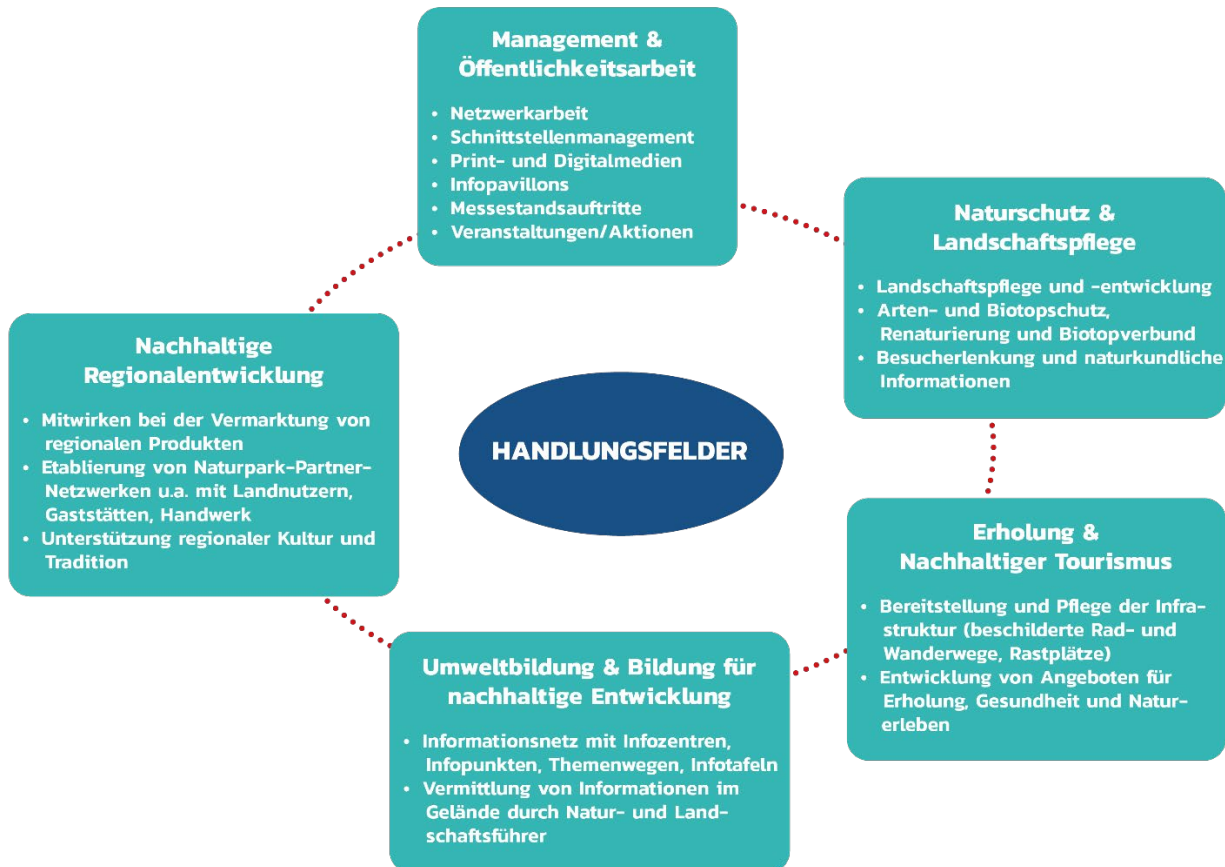 Management &
Öffentlichkeitsarbeit
• Netzwerkarbeit
• Schnittstellenmanagement
• Print- und Digitalmedien
• Infopavillons
• Messestandsauftritte
• Veranstaltungen/Aktionen
Naturschutz &
Landschaftspflege
• Landschaftspflege und -entwicklung
• Arten- und Biotopschutz,
Renaturierung und Biotopverbund
• Besucherlenkung und naturkundliche
Informationen
Nachhaltige
Regionalentwicklung
• Mitwirken bei der Vermarktung von
regionalen Produkten
• Etablierung von Naturpark-Partner-
Netzwerken u.a. mit Landnutzern,
Gaststätten, Handwerk
• Unterstützung regionaler Kultur und
Tradition
HANDLUNGSFELDER
Erholung &
Nachhaltiger Tourismus
• Bereitstellung und Pflege der Infra-
struktur (beschilderte Rad- und
Wanderwege, Rastplätze)
• Entwicklung von Angeboten für
Erholung, Gesundheit und Natur-
erleben
Umweltbildung & Bildung für
nachhaltige Entwicklung
• Informationsnetz mit Infozentren,
Infopunkten, Themenwegen, Infotafeln
• Vermittlung von Informationen im
Gelände durch Natur- und Land-
schaftsführer